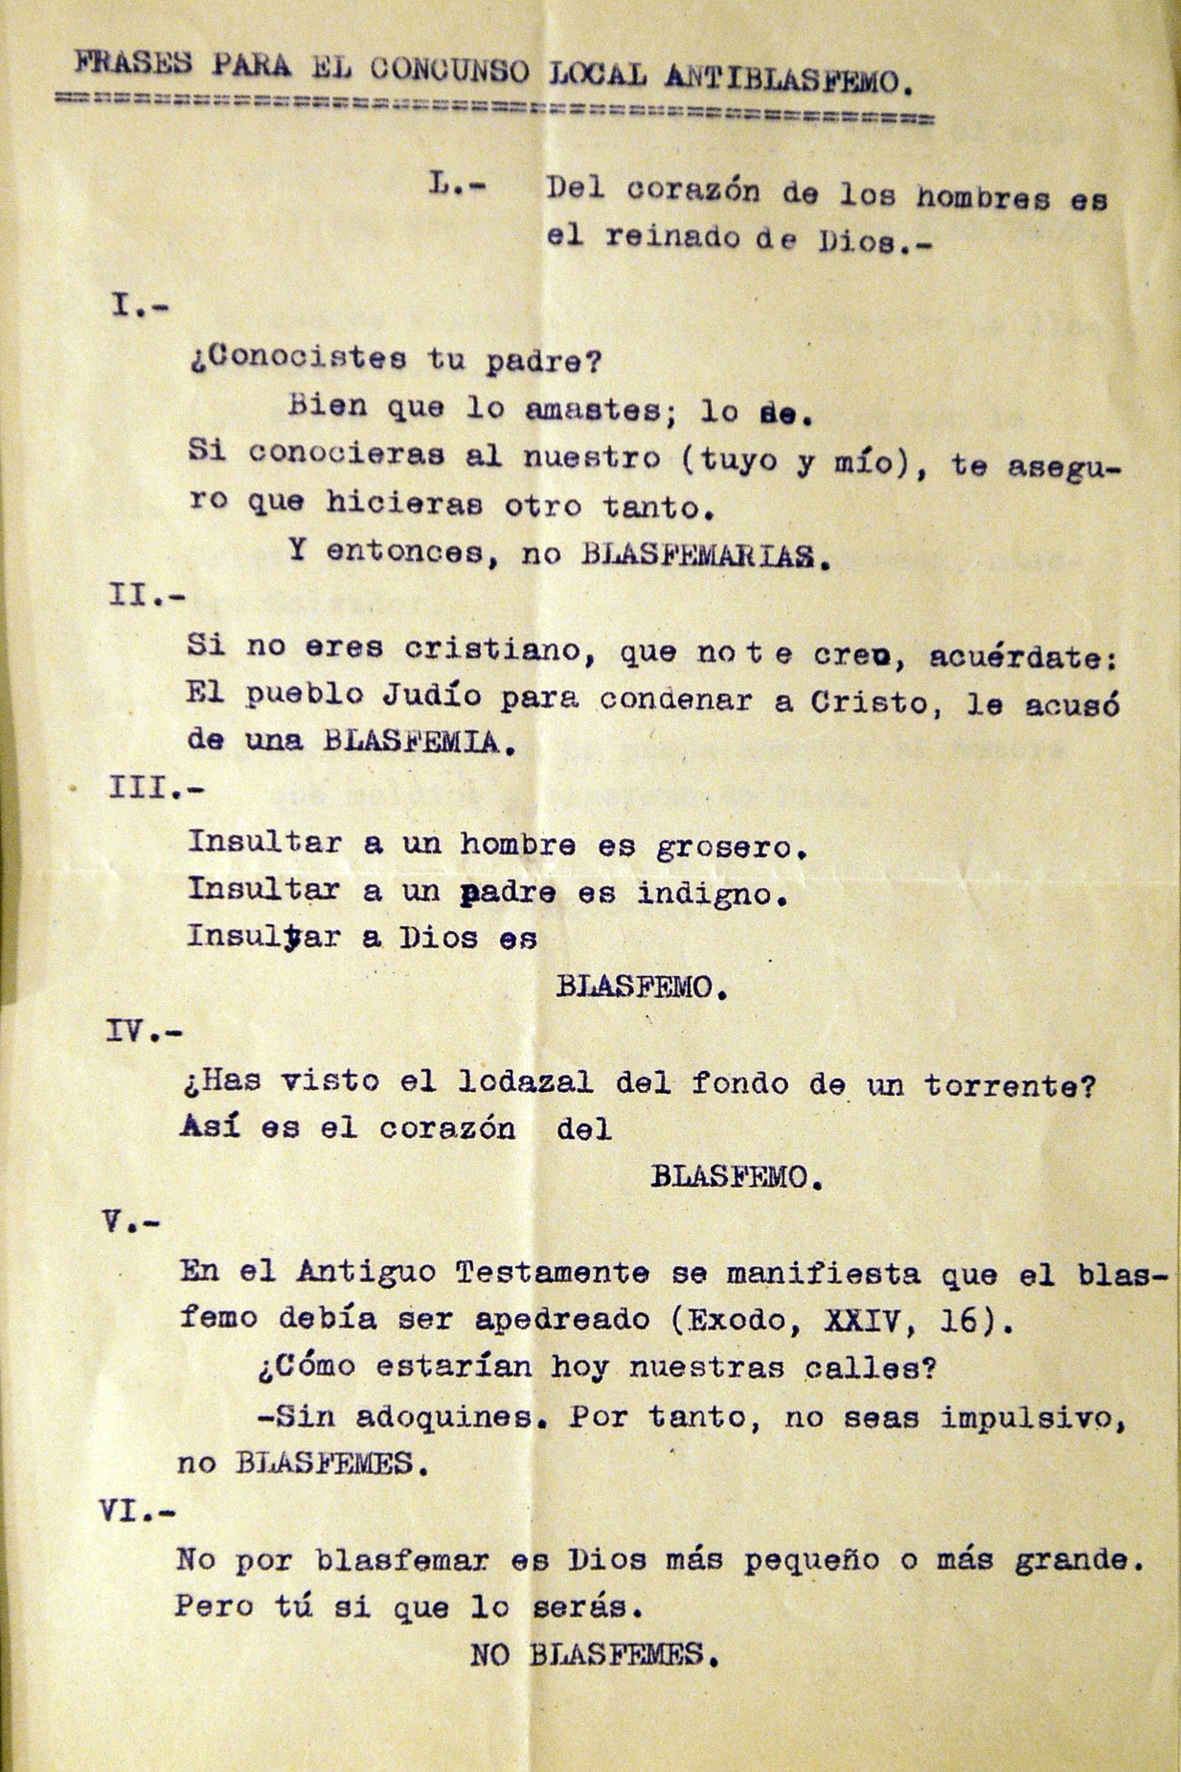 FRASES PARA EL CONCUNSO LOCAL ANTIBLASFEMO.
L.- Del corazón de los hombres es
el reinado de Dios.-
I.-
¿Conocistes tu padre?
Bien que lo amastes; lo se.
Si conocieras al nuestro (tuyo y mío), te asegu-
ro que hicieras otro tanto.
Y entonces, no BLASFEMARIAS.
II.-
Si no eres cristiano, que no te creo, acuérdate:
El pueblo Judío para condenar a Cristo, le acusó
de una BLASFEMIA.
III.-
Insultar a un hombre es grosero.
Insultar a un padre es indigno.
Insultar a Dios es
BLASFEMO.
IV.-
¿Has visto el lodazal del fondo de un torrente?
Así es el corazón del
BLASFEMO.
V.-
En el Antiguo Testamente se manifiesta que el blas-
femo debía ser apedreado (Exodo, XXIV, 16).
¿Cómo estarían hoy nuestras calles?
-Sin adoquines. Por tanto, no seas impulsivo,
no BLASFEMES.
VI.-
No por blasfemar es Dios más pequeño o más grande.
Pero tú si que lo serás.
NO BLASFEMES.